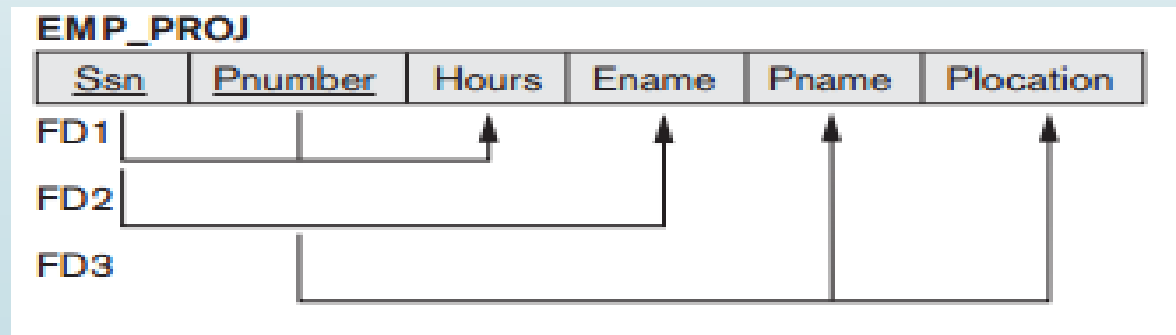 EMP_PROJ
Ssn Pnumber Hours Ename Pname Plocation
FD1
FD2
FD3